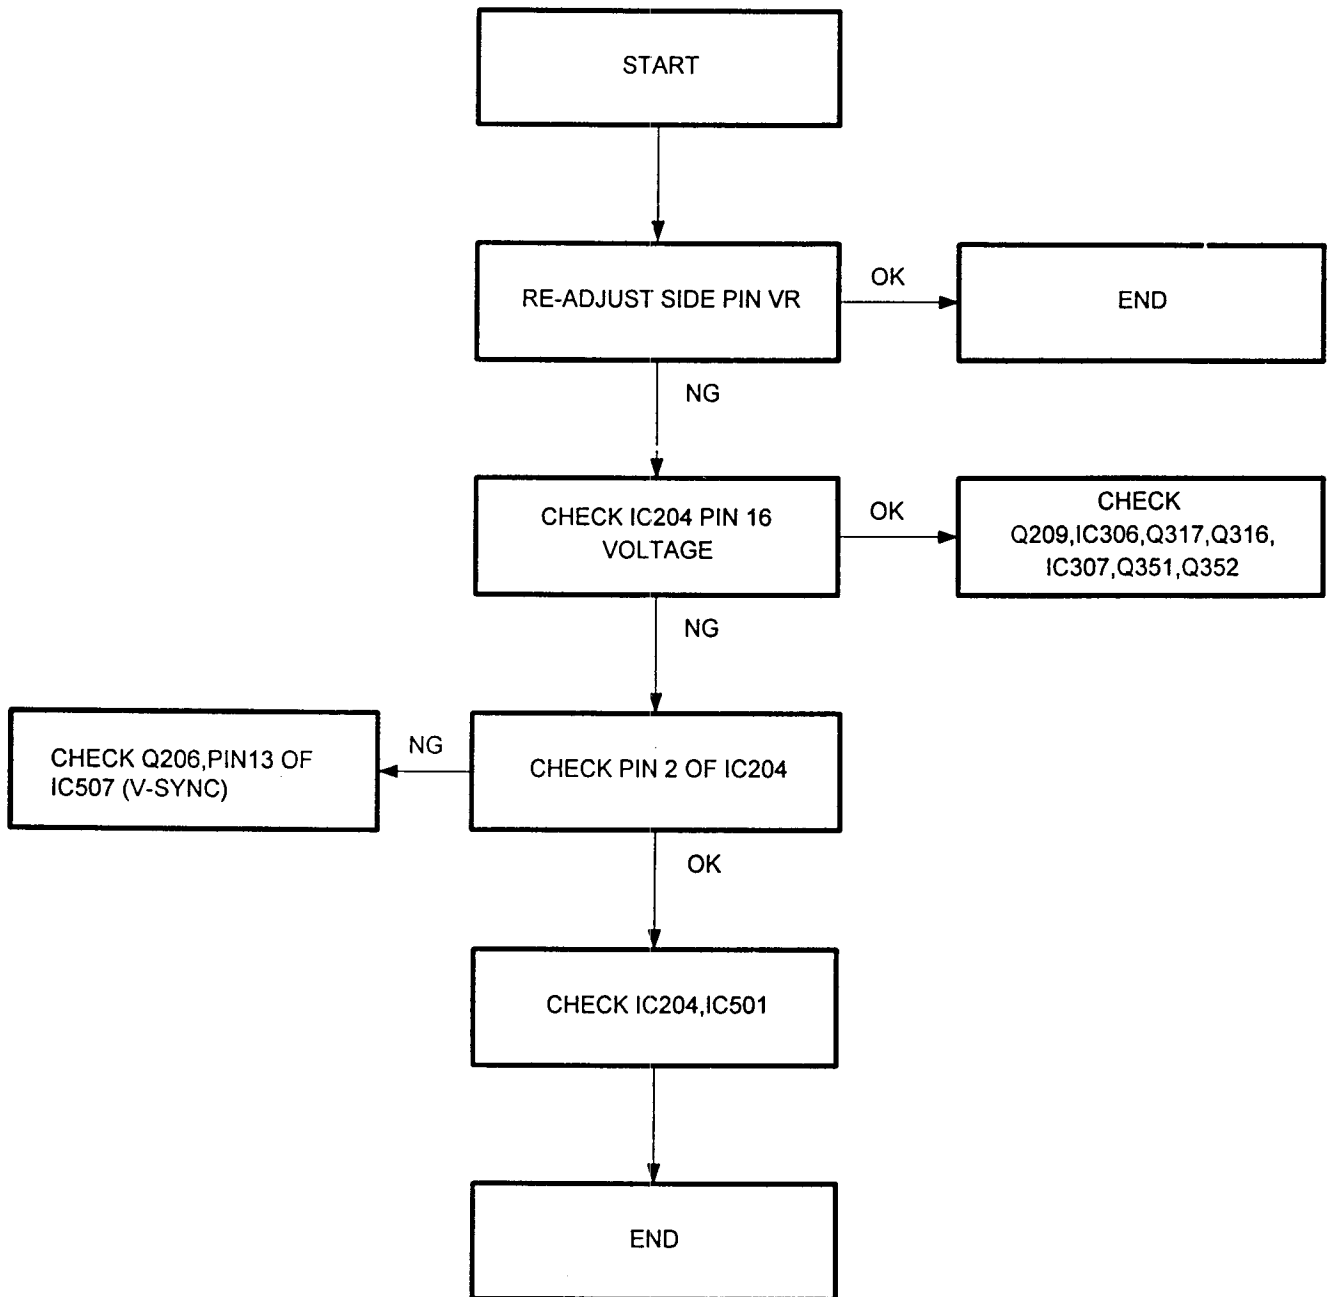 START
RE-ADJUST SIDE PIN VR
OK
END
NG
CHECK IC204 PIN 16
VOLTAGE
OK
CHECK
Q209,IC306,Q317,Q316,
IC307,Q351,Q352
NG
CHECK Q206,PIN13 OF
IC507 (V-SYNC)
NG
CHECK PIN 2 OF IC204
OK
CHECK IC204,IC501
END